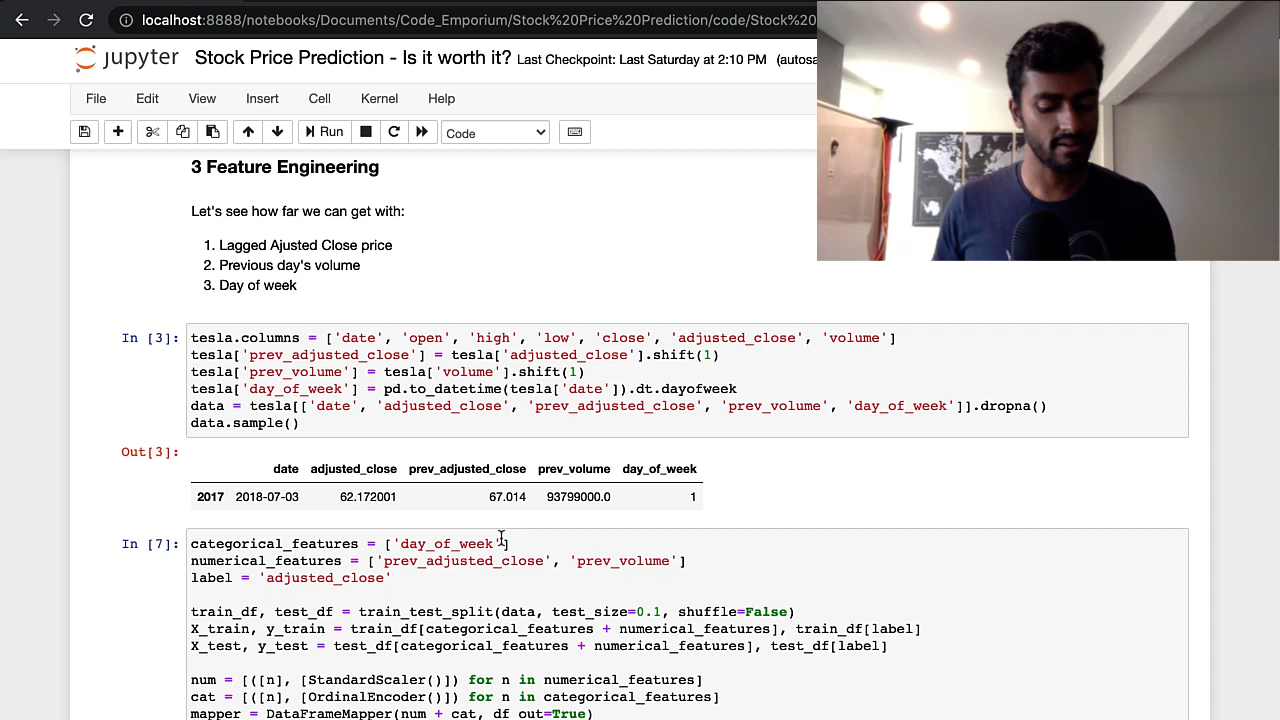 localhost:8888/notebooks/Documents/Code_Emporium/Stock%20Price%20Prediction/code/Stock%20
jupyter Stock Price Prediction - Is it worth it? Last Checkpoint: Last Saturday at 2:10 PM (autosa
File Edit View Insert Cell Kernel Help
Run Code
3 Feature Engineering
Let's see how far we can get with:
1. Lagged Ajusted Close price
2. Previous day's volume
3. Day of week
In [3]: tesla.columns = ['date', 'open', 'high', 'low', 'close', 'adjusted_close', 'volume']
tesla['prev_adjusted_close'] = tesla['adjusted_close'].shift(1)
tesla['prev_volume'] = tesla['volume'].shift(1)
tesla['day_of_week'] = pd.to_datetime(tesla['date']).dt.dayofweek
data = tesla[['date', 'adjusted_close', 'prev_adjusted_close', 'prev_volume', 'day_of_week']].dropna()
data.sample()
Out[3]:
date adjusted_close prev_adjusted_close prev_volume day_of_week
2017 2018-07-03 62.172001 67.014 93799000.0 1
In [7]: categorical_features = ['day_of_week']
numerical_features = ['prev_adjusted_close', 'prev_volume']
label = 'adjusted_close'
train_df, test_df = train_test_split(data, test_size=0.1, shuffle=False)
X_train, y_train = train_df[categorical_features + numerical_features], train_df[label]
X_test, y_test = test_df[categorical_features + numerical_features], test_df[label]
num = [([n], [StandardScaler()]) for n in numerical_features]
cat = [([n], [OrdinalEncoder()]) for n in categorical_features]
mapper = DataFrameMapper(num + cat, df_out=True)